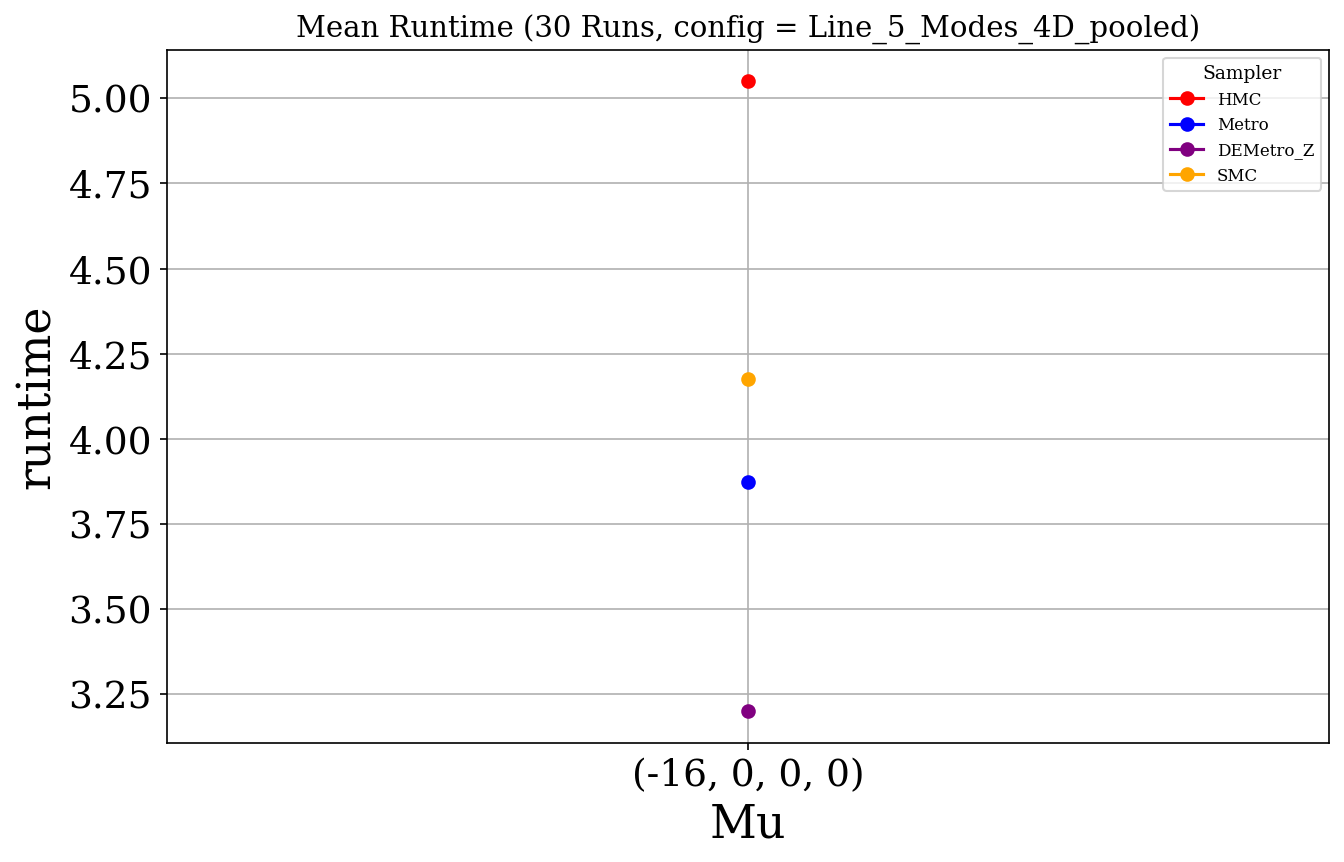 Mean Runtime (30 Runs, config = Line_5_Modes_4D_pooled)
Sampler
HMC
Metro
DEMetro_Z
SMC
5.00
4.75
4.50
4.25
4.00
3.75
3.50
3.25
runtime
(-16, 0, 0, 0)
Mu